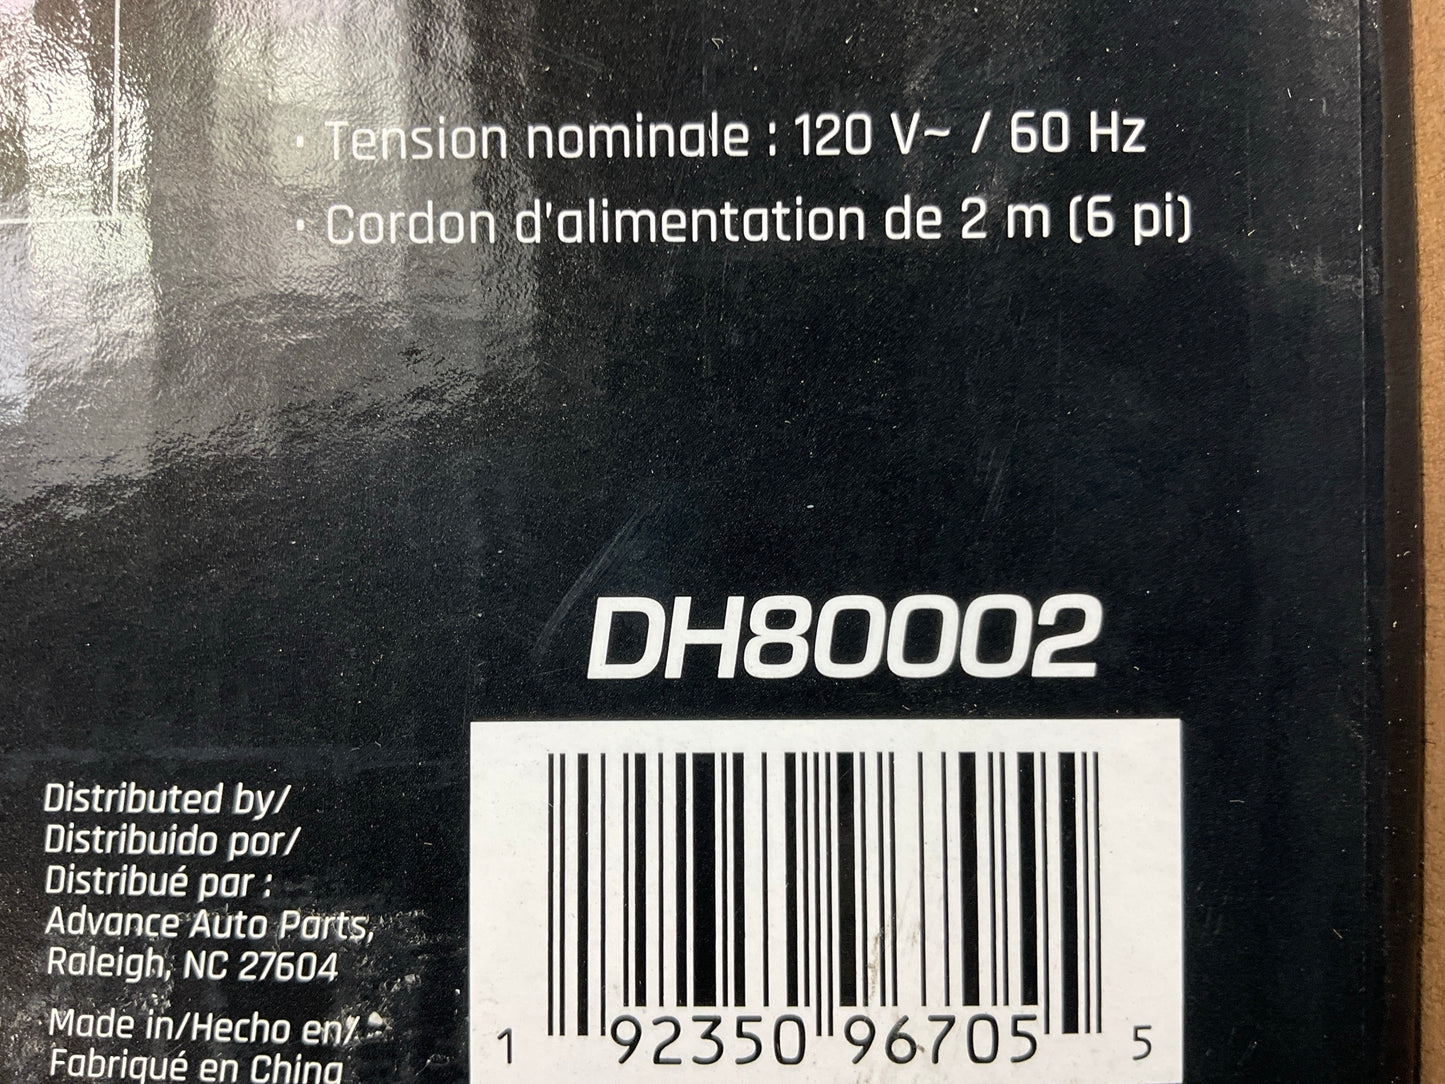 · Tension nominale : 120 V~ / 60 Hz
· Cordon d'alimentation de 2 m (6 pi)
DH80002
Distributed by/
Distribuido por/
Distribué par :
Advance Auto Parts,
Raleigh, NC 27604
Made in/Hecho en/
Fabriqué en China
1 92350 96705 5